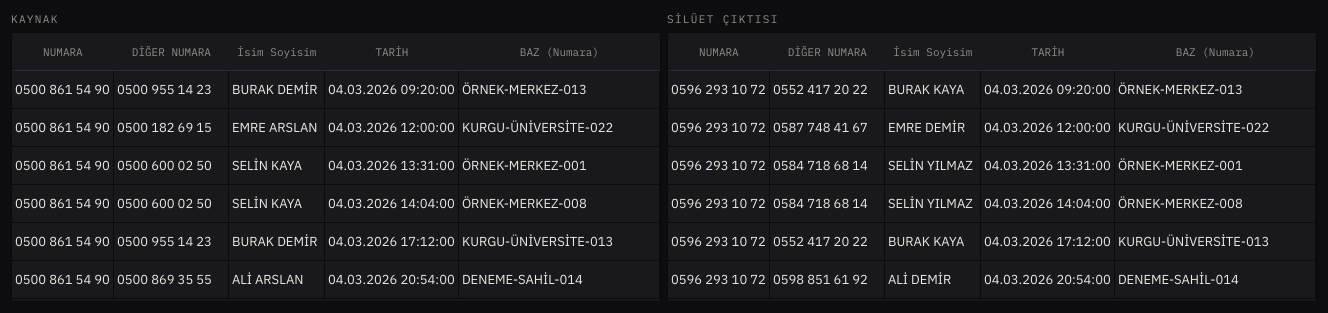 KAYNAK
NUMARA DİĞER NUMARA İsim Soyisim TARİH BAZ (Numara)
0500 861 54 90 0500 955 14 23 BURAK DEMİR 04.03.2026 09:20:00 ÖRNEK-MERKEZ-013
0500 861 54 90 0500 182 69 15 EMRE ARSLAN 04.03.2026 12:00:00 KURGU-ÜNİVERSİTE-022
0500 861 54 90 0500 600 02 50 SELİN KAYA 04.03.2026 13:31:00 ÖRNEK-MERKEZ-001
0500 861 54 90 0500 600 02 50 SELİN KAYA 04.03.2026 14:04:00 ÖRNEK-MERKEZ-008
0500 861 54 90 0500 955 14 23 BURAK DEMİR 04.03.2026 17:12:00 KURGU-ÜNİVERSİTE-013
0500 861 54 90 0500 869 35 55 ALİ ARSLAN 04.03.2026 20:54:00 DENEME-SAHİL-014
SİLÜET ÇIKTISI
NUMARA DİĞER NUMARA İsim Soyisim TARİH BAZ (Numara)
0596 293 10 72 0552 417 20 22 BURAK KAYA 04.03.2026 09:20:00 ÖRNEK-MERKEZ-013
0596 293 10 72 0587 748 41 67 EMRE DEMİR 04.03.2026 12:00:00 KURGU-ÜNİVERSİTE-022
0596 293 10 72 0584 718 68 14 SELİN YILMAZ 04.03.2026 13:31:00 ÖRNEK-MERKEZ-001
0596 293 10 72 0584 718 68 14 SELİN YILMAZ 04.03.2026 14:04:00 ÖRNEK-MERKEZ-008
0596 293 10 72 0552 417 20 22 BURAK KAYA 04.03.2026 17:12:00 KURGU-ÜNİVERSİTE-013
0596 293 10 72 0598 851 61 92 ALİ DEMİR 04.03.2026 20:54:00 DENEME-SAHİL-014